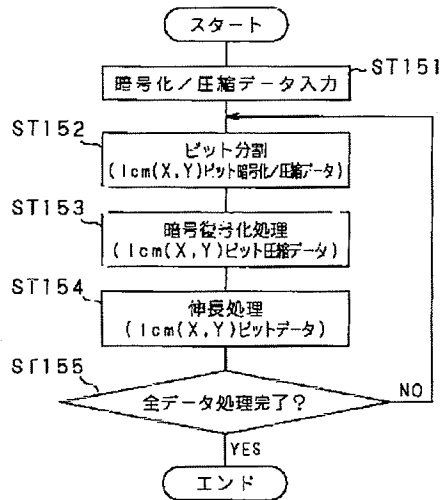 スタート
暗号化／圧縮データ入力
ST151
ST152
ビット分割
(lcm(X,Y)ビット暗号化/圧縮データ)
ST153
暗号復号化処理
(lcm(X,Y)ビット圧縮データ)
ST154
伸長処理
(lcm(X,Y)ビットデータ)
ST155
全データ処理完了？
NO
YES
エンド